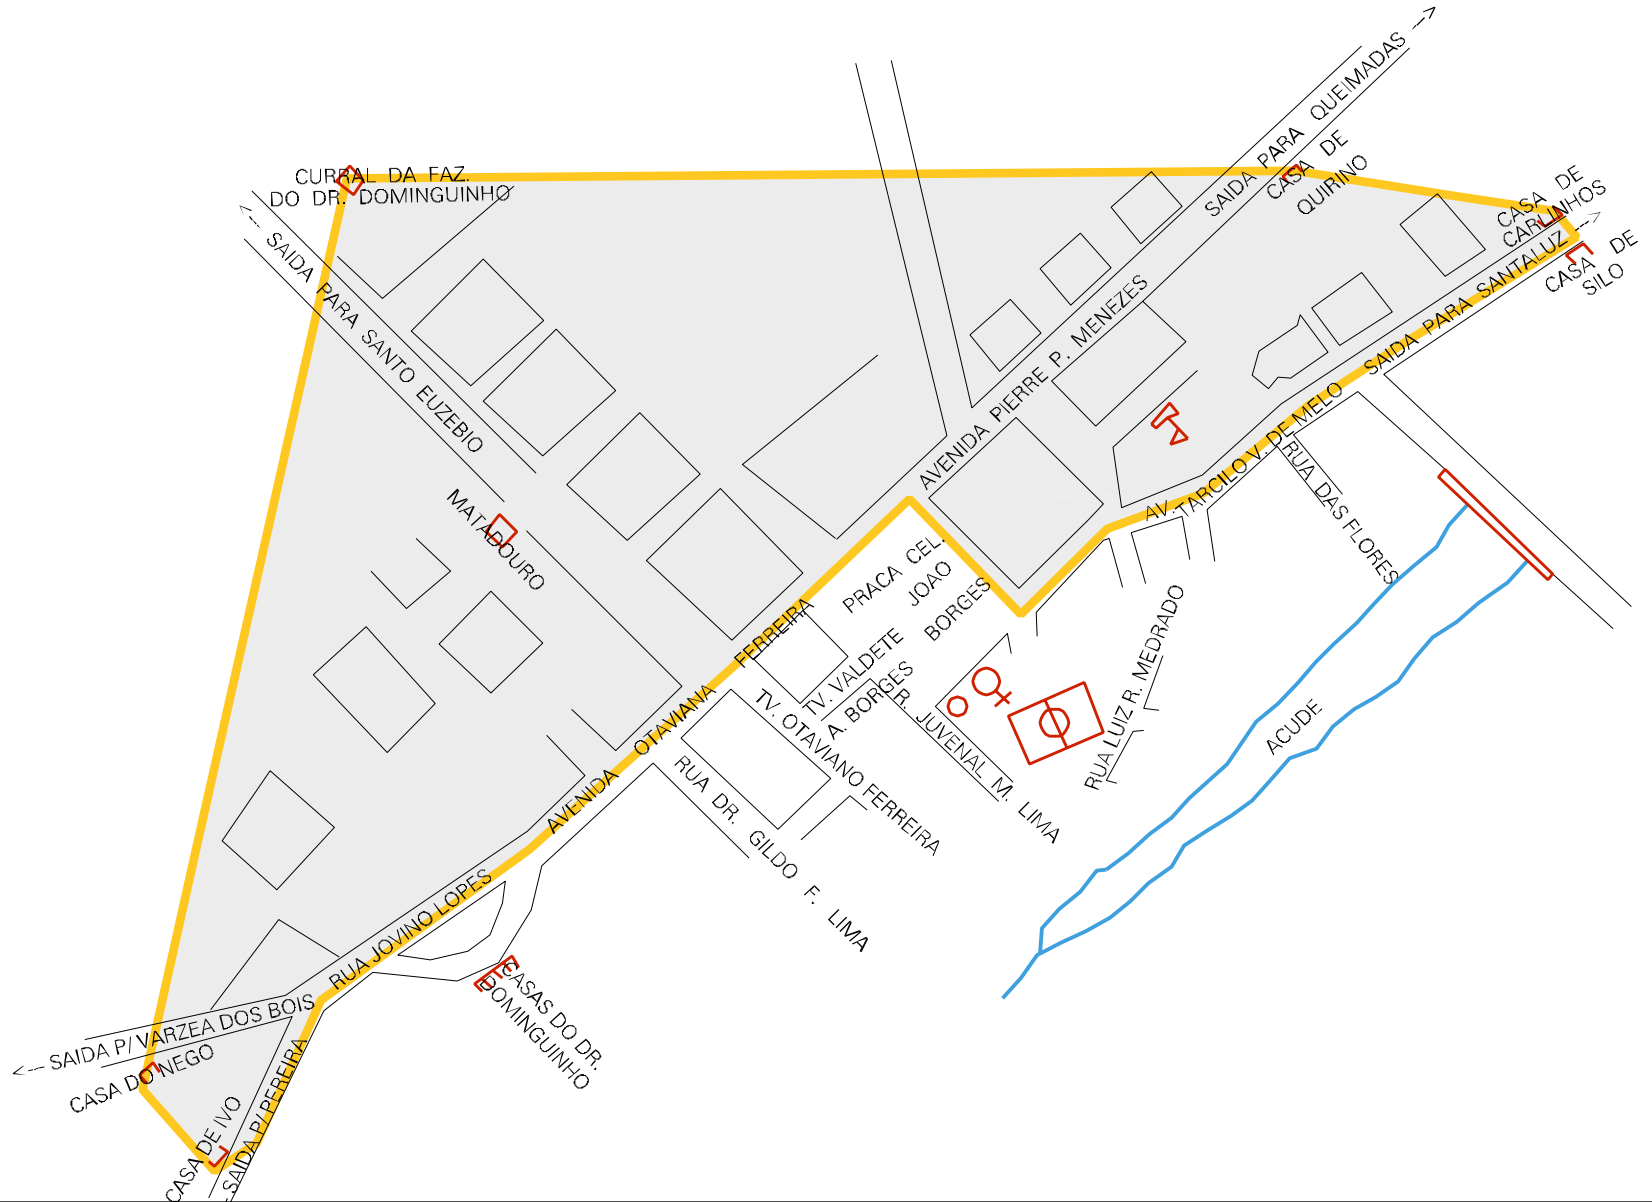 SAIDA PARA QUEIMADAS --->
CASA DE
QUIRINO
CURRAL DA FAZ.
DO DR. DOMINGUINHO
CASA DE
CARLINHOS
<--- SAIDA PARA SANTO EUZEBIO
SAIDA PARA SANTALUZ --->
CASA DE
SILO
AVENIDA PIERRE P. MENEZES
AV. TARCILO V. DE MELO
RUA DAS FLORES
MATADOURO
PRACA CEL.
JOAO
BORGES
AVENIDA OTAVIANA FERREIRA
TV. VALDETE
A. BORGES
TV. OTAVIANO FERREIRA
R. JUVENAL M. LIMA
RUA LUIZ R. MEDRADO
ACUDE
RUA DR. GILDO F. LIMA
RUA JOVINO LOPES
CASAS DO DR.
DOMINGUINHO
<--- SAIDA P/ VARZEA DOS BOIS
CASA DO NEGO
CASA DE IVO
SAIDA P/ PEREIRA